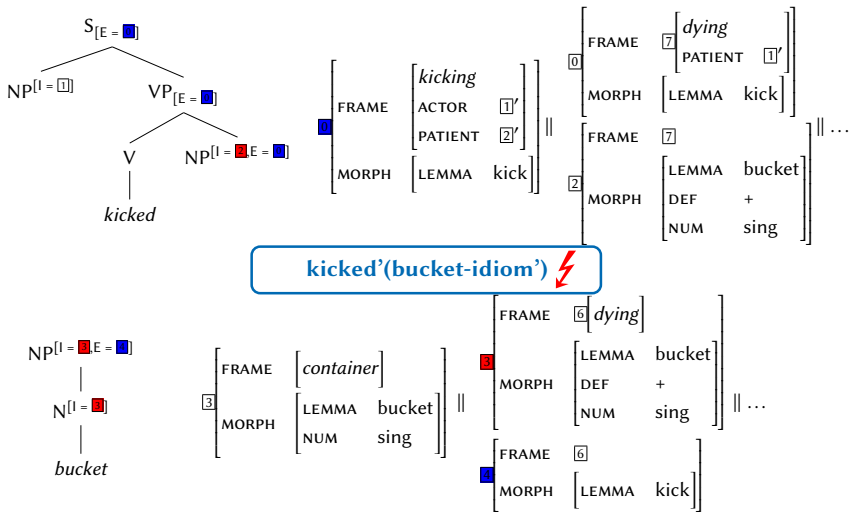 S[E = 0]
NP[I = 1] VP[E = 0]
V NP[I = 2,E = 0]
kicked
0 FRAME [kicking
ACTOR 1′
PATIENT 2′]
MORPH [LEMMA kick]
||
0 FRAME 7 [dying
PATIENT 1′]
MORPH [LEMMA kick]
2 FRAME 7
MORPH [LEMMA bucket
DEF +
NUM sing]
|| …
kicked’(bucket-idiom’)
NP[I = 3,E = 3]
N[I = 3]
bucket
3 FRAME [container]
MORPH [LEMMA bucket
NUM sing]
||
3 FRAME 6 [dying]
MORPH [LEMMA bucket
DEF +
NUM sing]
4 FRAME 6
MORPH [LEMMA kick]
|| …